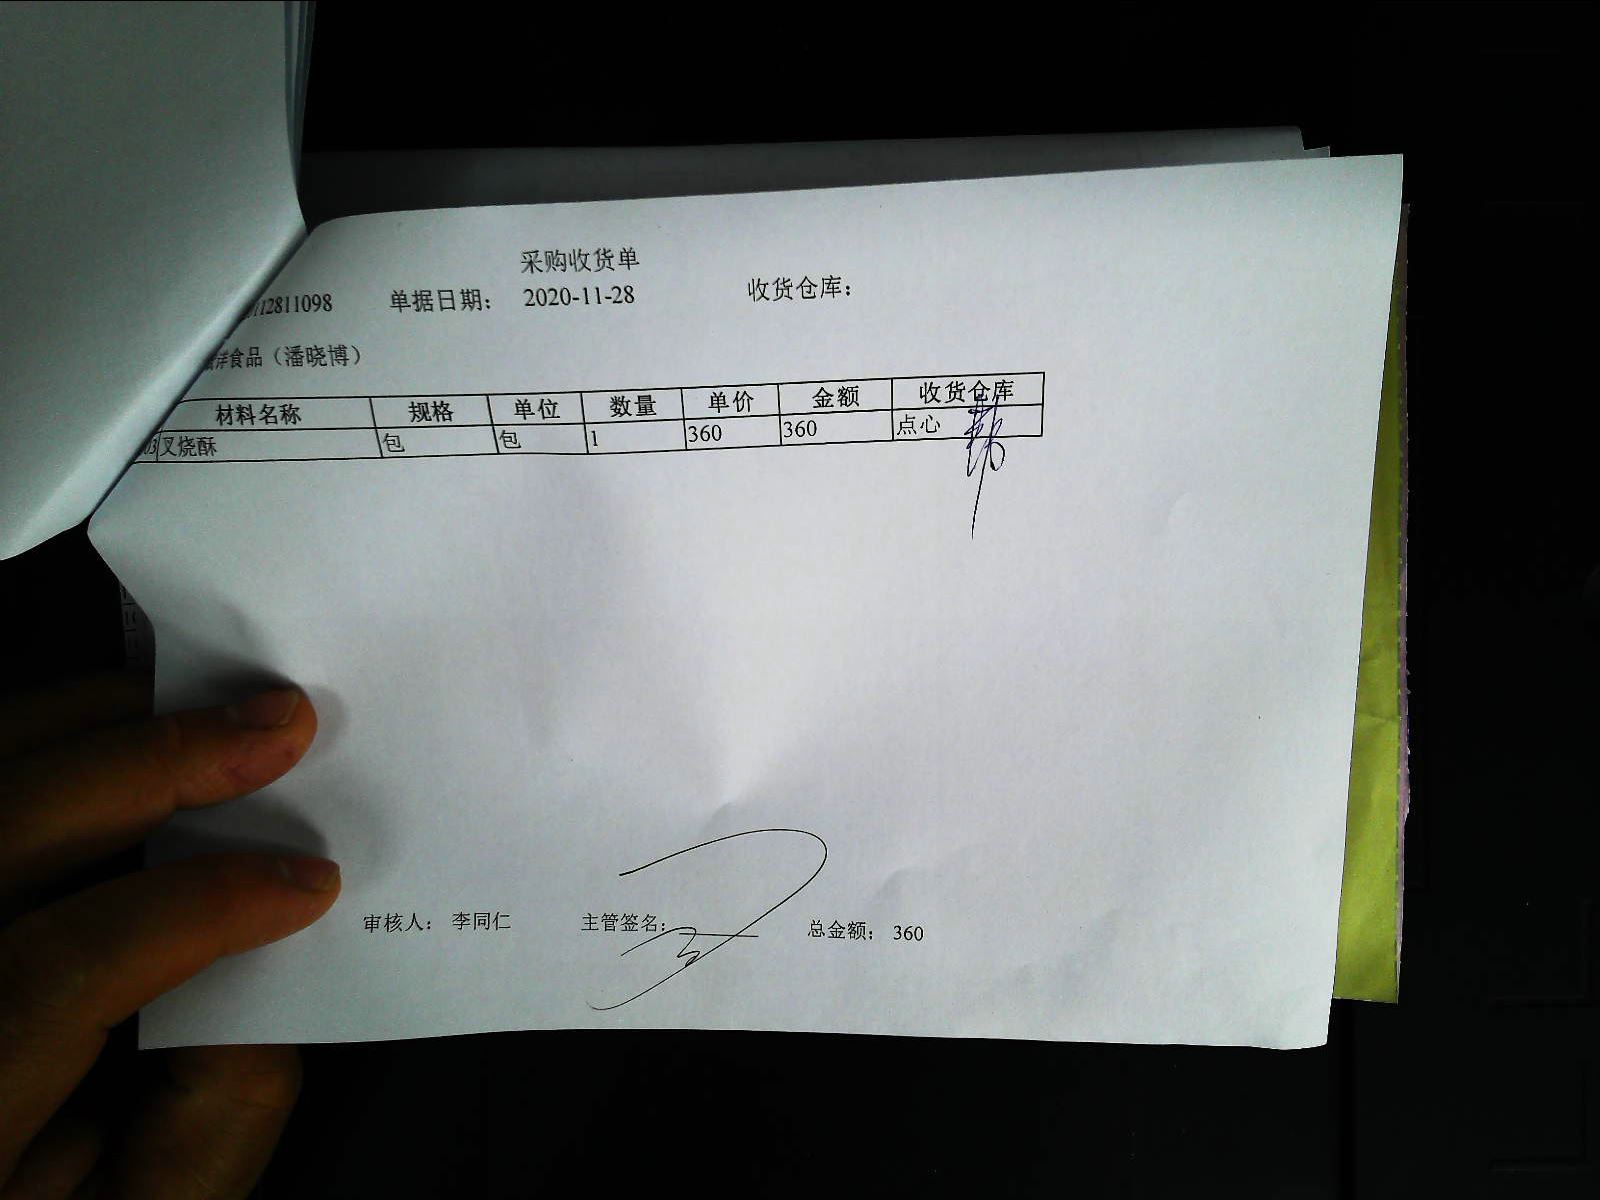 采购收货单
12811098 单据日期： 2020-11-28 收货仓库：
洋食品（潘晓博）
材料名称 规格 单位 数量 单价 金额 收货仓库
03 叉烧酥 包 包 1 360 360 点心
审核人： 李同仁 主管签名： 总金额： 360